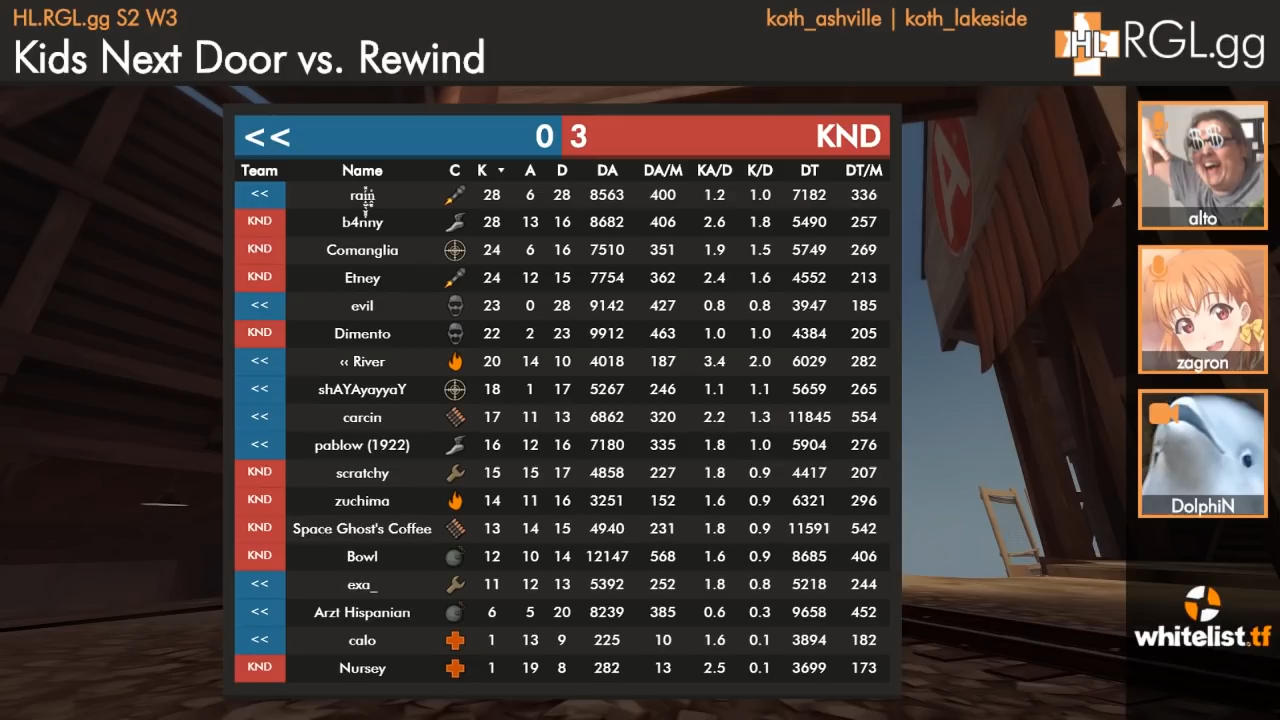 HL.RGL.gg S2 W3
Kids Next Door vs. Rewind
koth_ashville | koth_lakeside
HL RGL.gg
<< 0 3 KND
Team Name C K A D DA DA/M KA/D K/D DT DT/M
<< rain 28 6 28 8563 400 1.2 1.0 7182 336
KND b4nny 28 13 16 8682 406 2.6 1.8 5490 257
KND Comanglia 24 6 16 7510 351 1.9 1.5 5749 269
KND Etney 24 12 15 7754 362 2.4 1.6 4552 213
<< evil 23 0 28 9142 427 0.8 0.8 3947 185
KND Dimento 22 2 23 9912 463 1.0 1.0 4384 205
<< ‹‹ River 20 14 10 4018 187 3.4 2.0 6029 282
<< shAYAyayyaY 18 1 17 5267 246 1.1 1.1 5659 265
<< carcin 17 11 13 6862 320 2.2 1.3 11845 554
<< pablow (1922) 16 12 16 7180 335 1.8 1.0 5904 276
KND scratchy 15 15 17 4858 227 1.8 0.9 4417 207
KND zuchima 14 11 16 3251 152 1.6 0.9 6321 296
KND Space Ghost's Coffee 13 14 15 4940 231 1.8 0.9 11591 542
KND Bowl 12 10 14 12147 568 1.6 0.9 8685 406
<< exa_ 11 12 13 5392 252 1.8 0.8 5218 244
<< Arzt Hispanian 6 5 20 8239 385 0.6 0.3 9658 452
<< calo 1 13 9 225 10 1.6 0.1 3894 182
KND Nursey 1 19 8 282 13 2.5 0.1 3699 173
alto
zagron
DolphiN
whitelist.tf